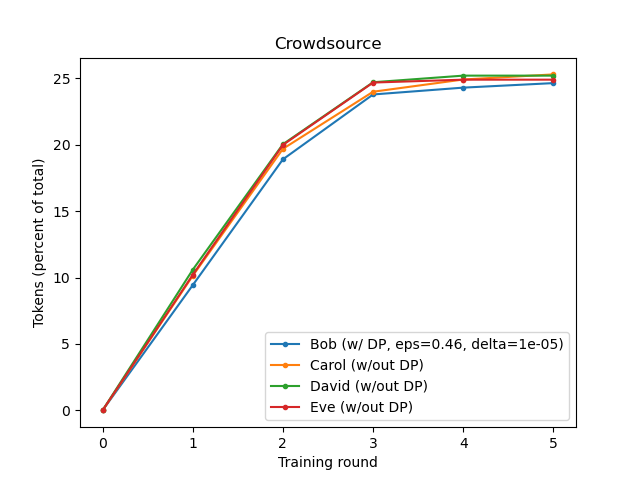 Crowdsource
Tokens (percent of total)
25
20
15
10
5
0
Bob (w/ DP, eps=0.46, delta=1e-05)
Carol (w/out DP)
David (w/out DP)
Eve (w/out DP)
0 1 2 3 4 5
Training round